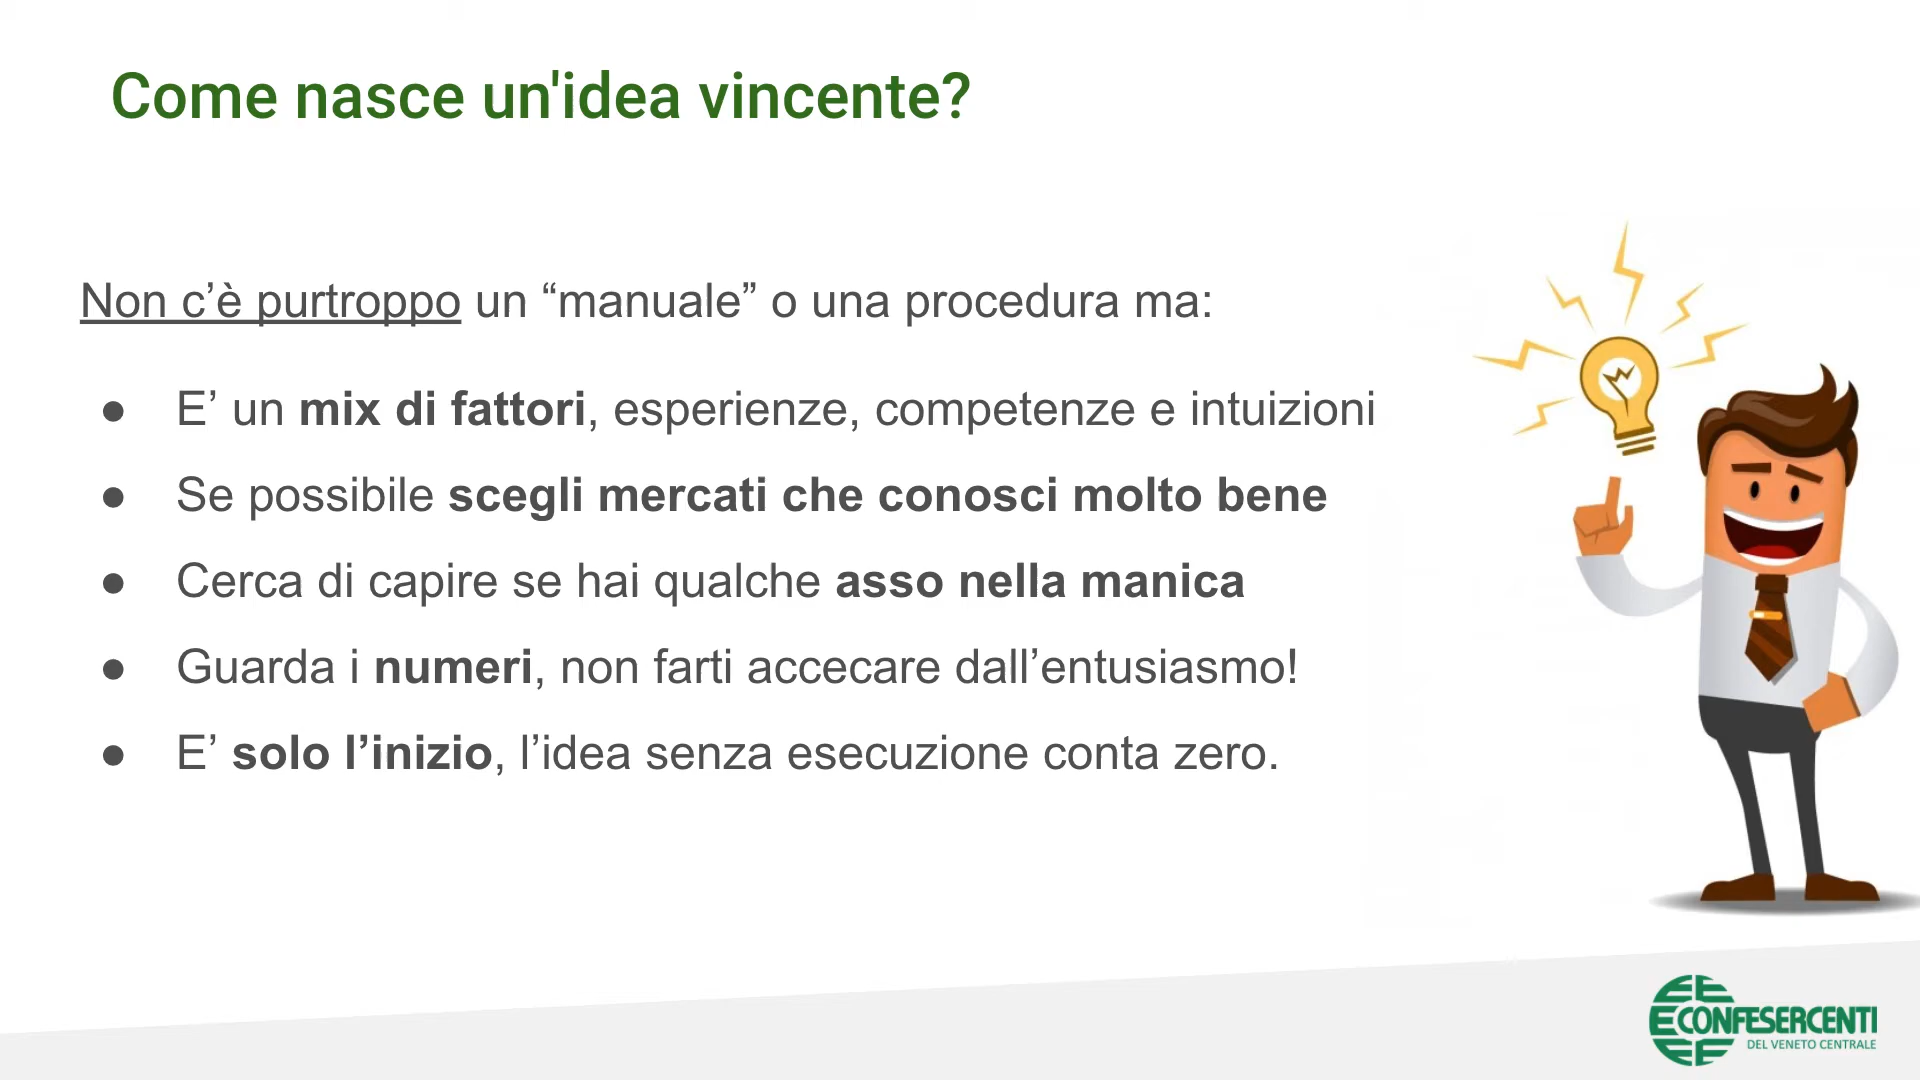 Come nasce un'idea vincente?
Non c’è purtroppo un “manuale” o una procedura ma:
● E’ un mix di fattori, esperienze, competenze e intuizioni
● Se possibile scegli mercati che conosci molto bene
● Cerca di capire se hai qualche asso nella manica
● Guarda i numeri, non farti accecare dall’entusiasmo!
● E’ solo l’inizio, l’idea senza esecuzione conta zero.
CONFESERCENTI
DEL VENETO CENTRALE